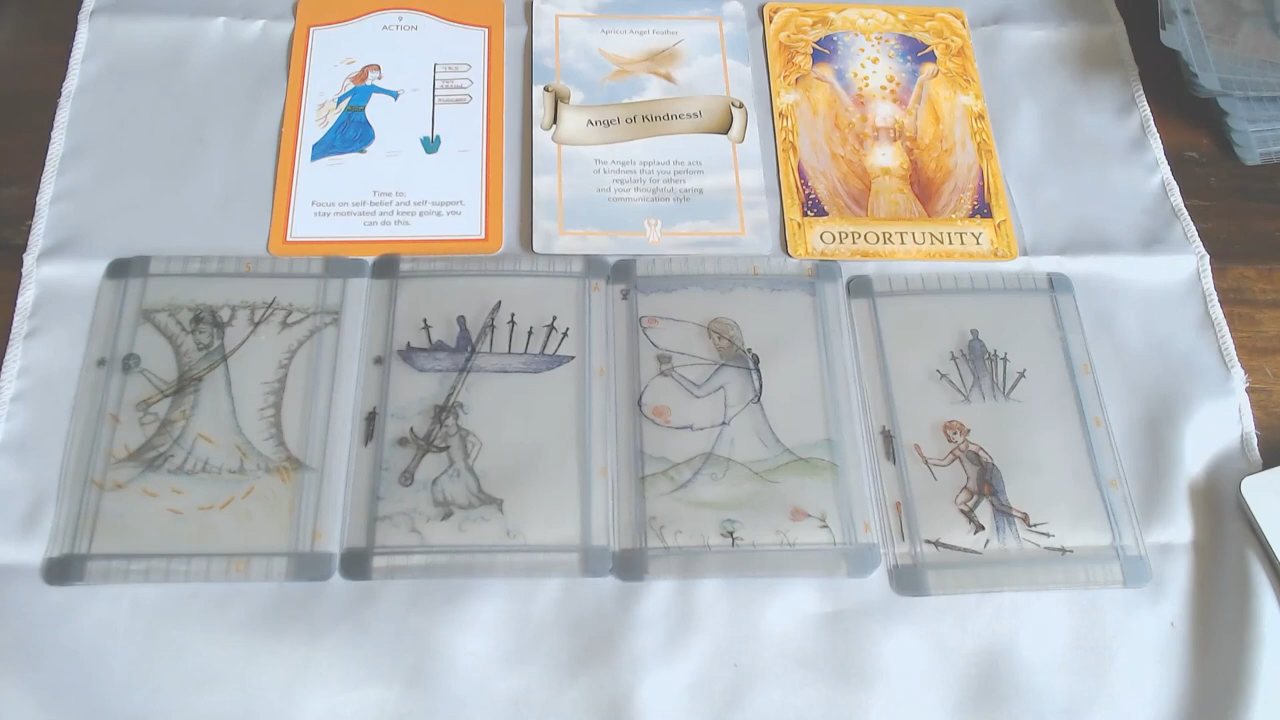 9
ACTION
YES
Time to:
Focus on self-belief and self-support,
stay motivated and keep going, you
can do this.
Apricot Angel Feather
Angel of Kindness!
The Angels applaud the acts
of kindness that you perform
regularly for others
and your thoughtful, caring
communication style
OPPORTUNITY